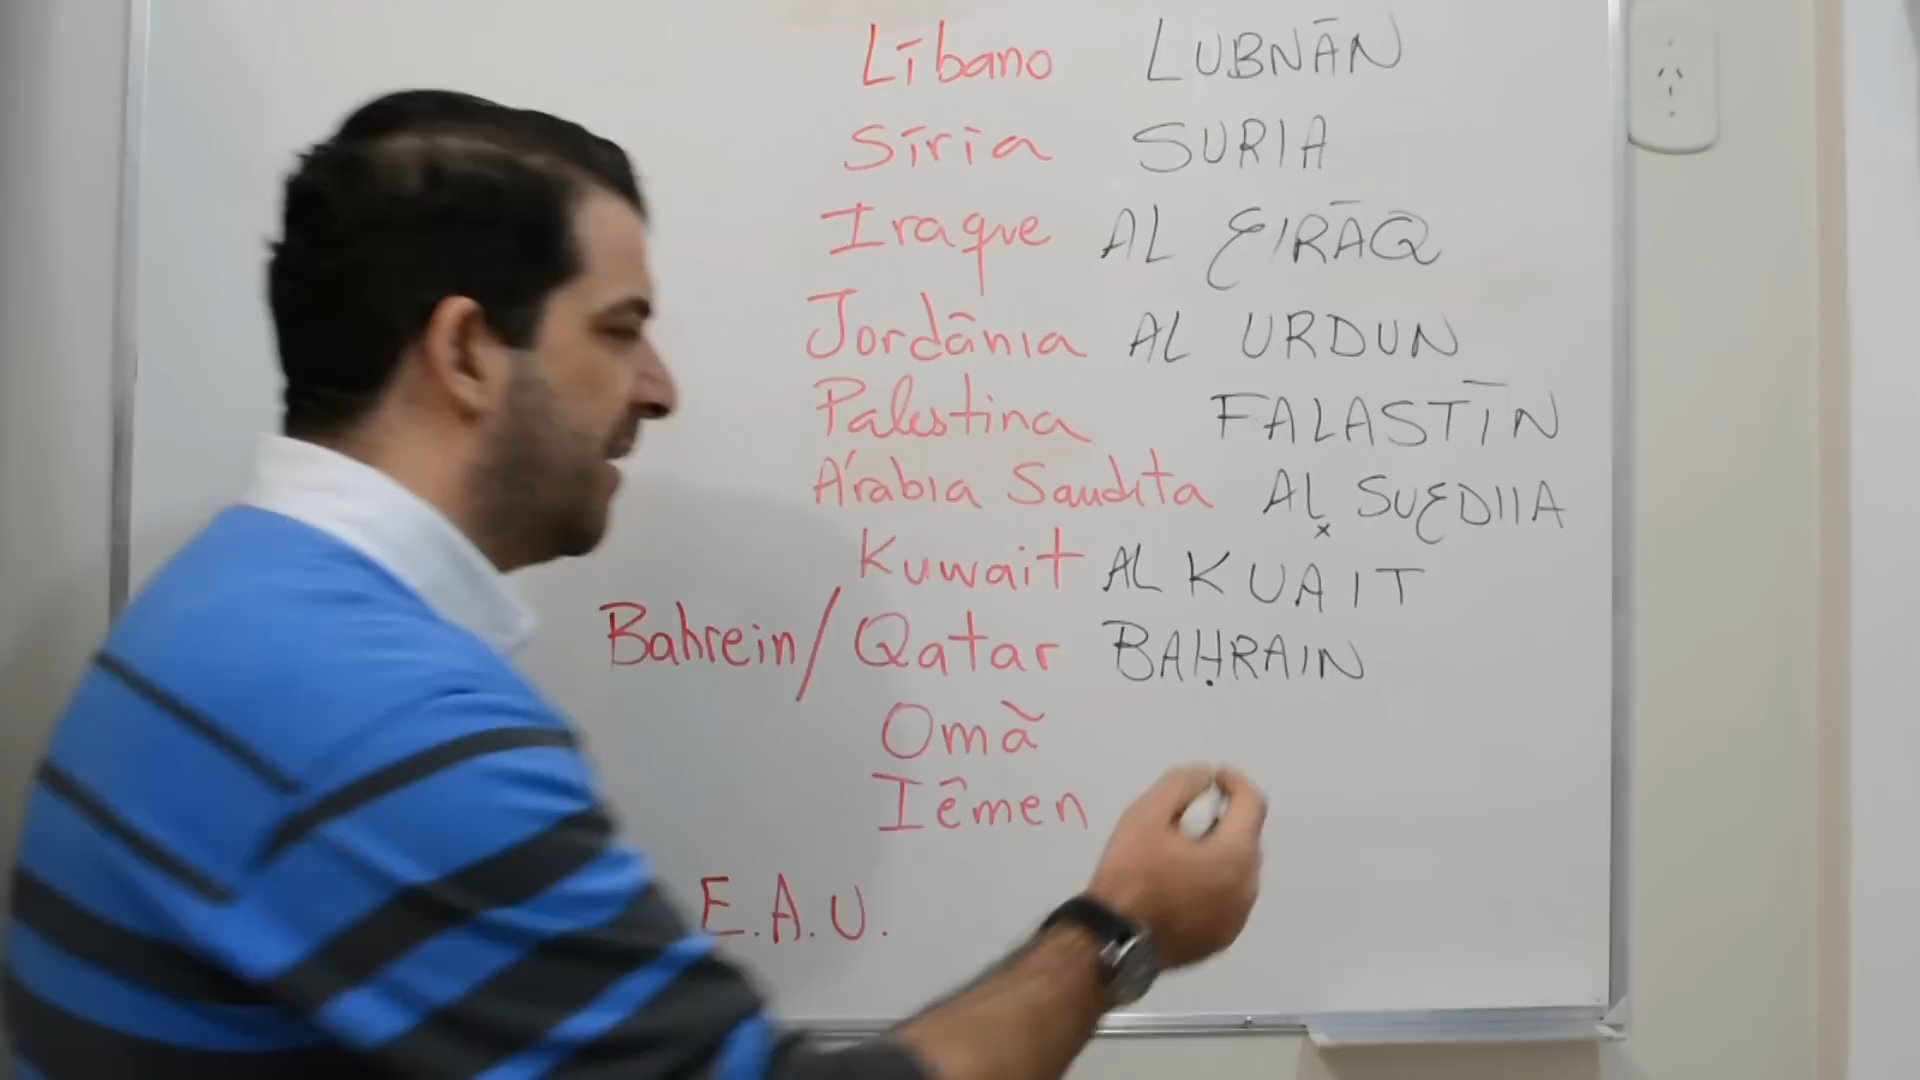 Líbano LUBNĀN
Síria SURIA
Iraque AL ƐIRĀQ
Jordânia AL URDUN
Palestina FALASTĪN
Arábia Saudita AL SUƐDIIA
x
Kuwait AL KUAIT
Bahrein/Qatar BAḤRAIN
Omã
Iêmen
E.A.U.